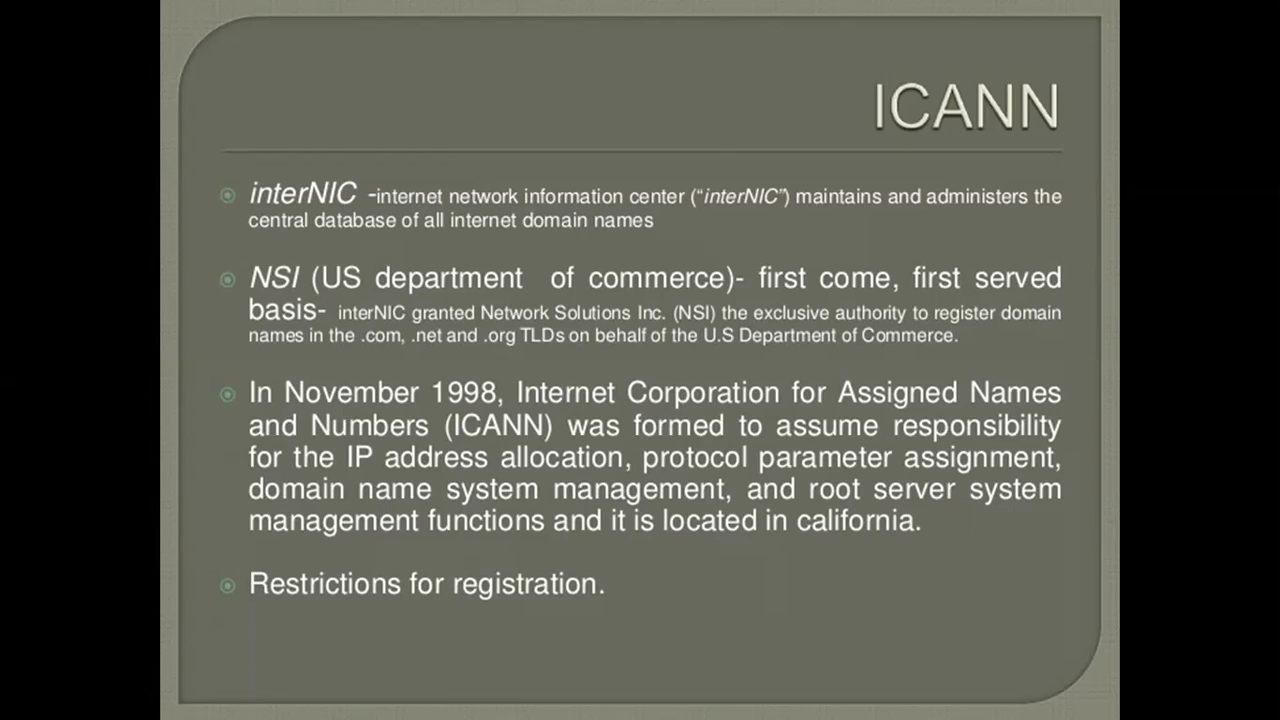 ICANN
interNIC -internet network information center (“interNIC”) maintains and administers the
central database of all internet domain names
NSI (US department of commerce)- first come, first served
basis- interNIC granted Network Solutions Inc. (NSI) the exclusive authority to register domain
names in the .com, .net and .org TLDs on behalf of the U.S Department of Commerce.
In November 1998, Internet Corporation for Assigned Names
and Numbers (ICANN) was formed to assume responsibility
for the IP address allocation, protocol parameter assignment,
domain name system management, and root server system
management functions and it is located in california.
Restrictions for registration.